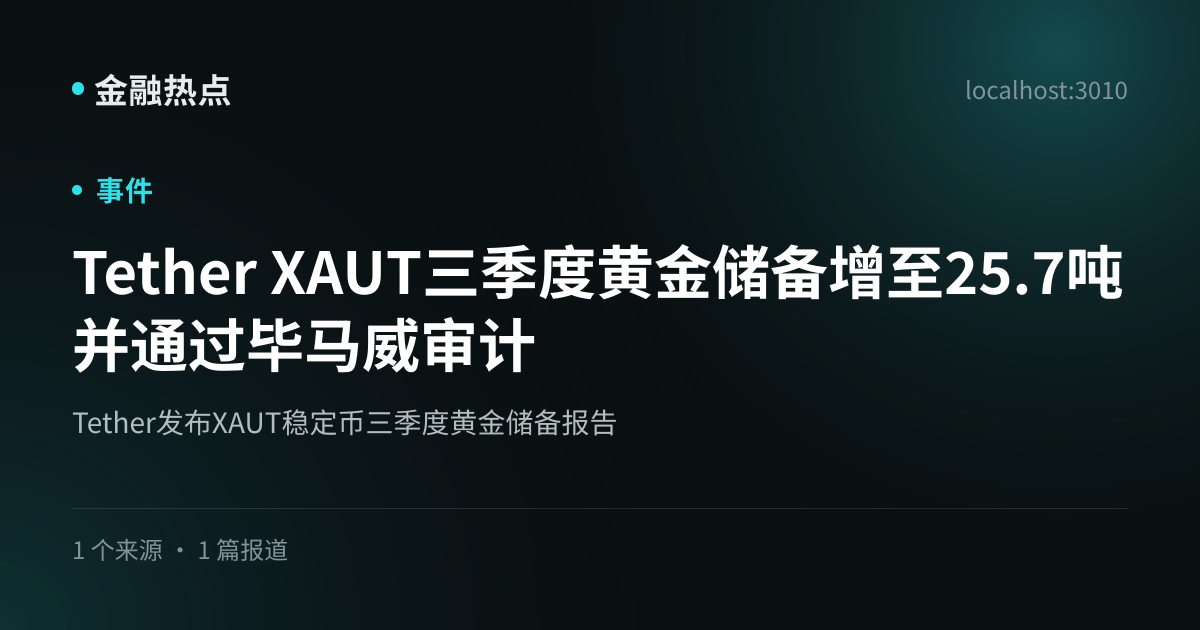 金融热点
localhost:3010
事件
Tether XAUT三季度黄金储备增至25.7吨
并通过毕马威审计
Tether发布XAUT稳定币三季度黄金储备报告
1 个来源 · 1 篇报道